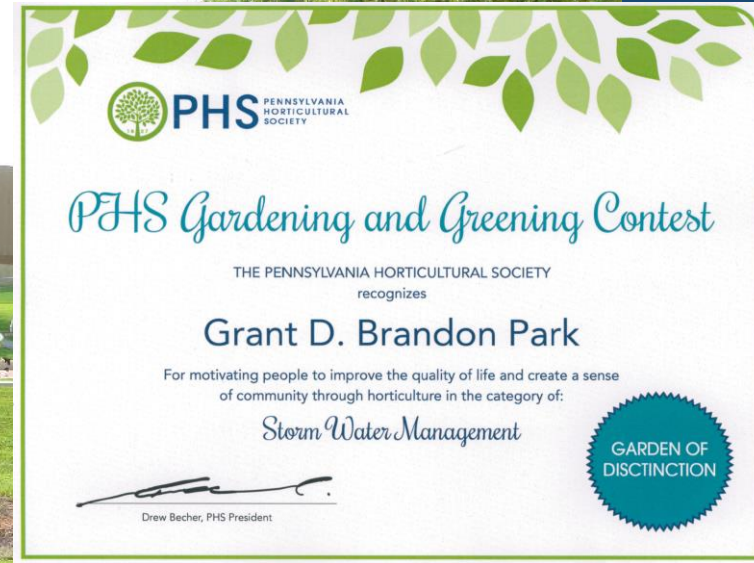 PHS PENNSYLVANIA
HORTICULTURAL
SOCIETY
1827
PHS Gardening and Greening Contest
THE PENNSYLVANIA HORTICULTURAL SOCIETY
recognizes
Grant D. Brandon Park
For motivating people to improve the quality of life and create a sense
of community through horticulture in the category of:
Storm Water Management
GARDEN OF
DISCTINCTION
Drew Becher, PHS President